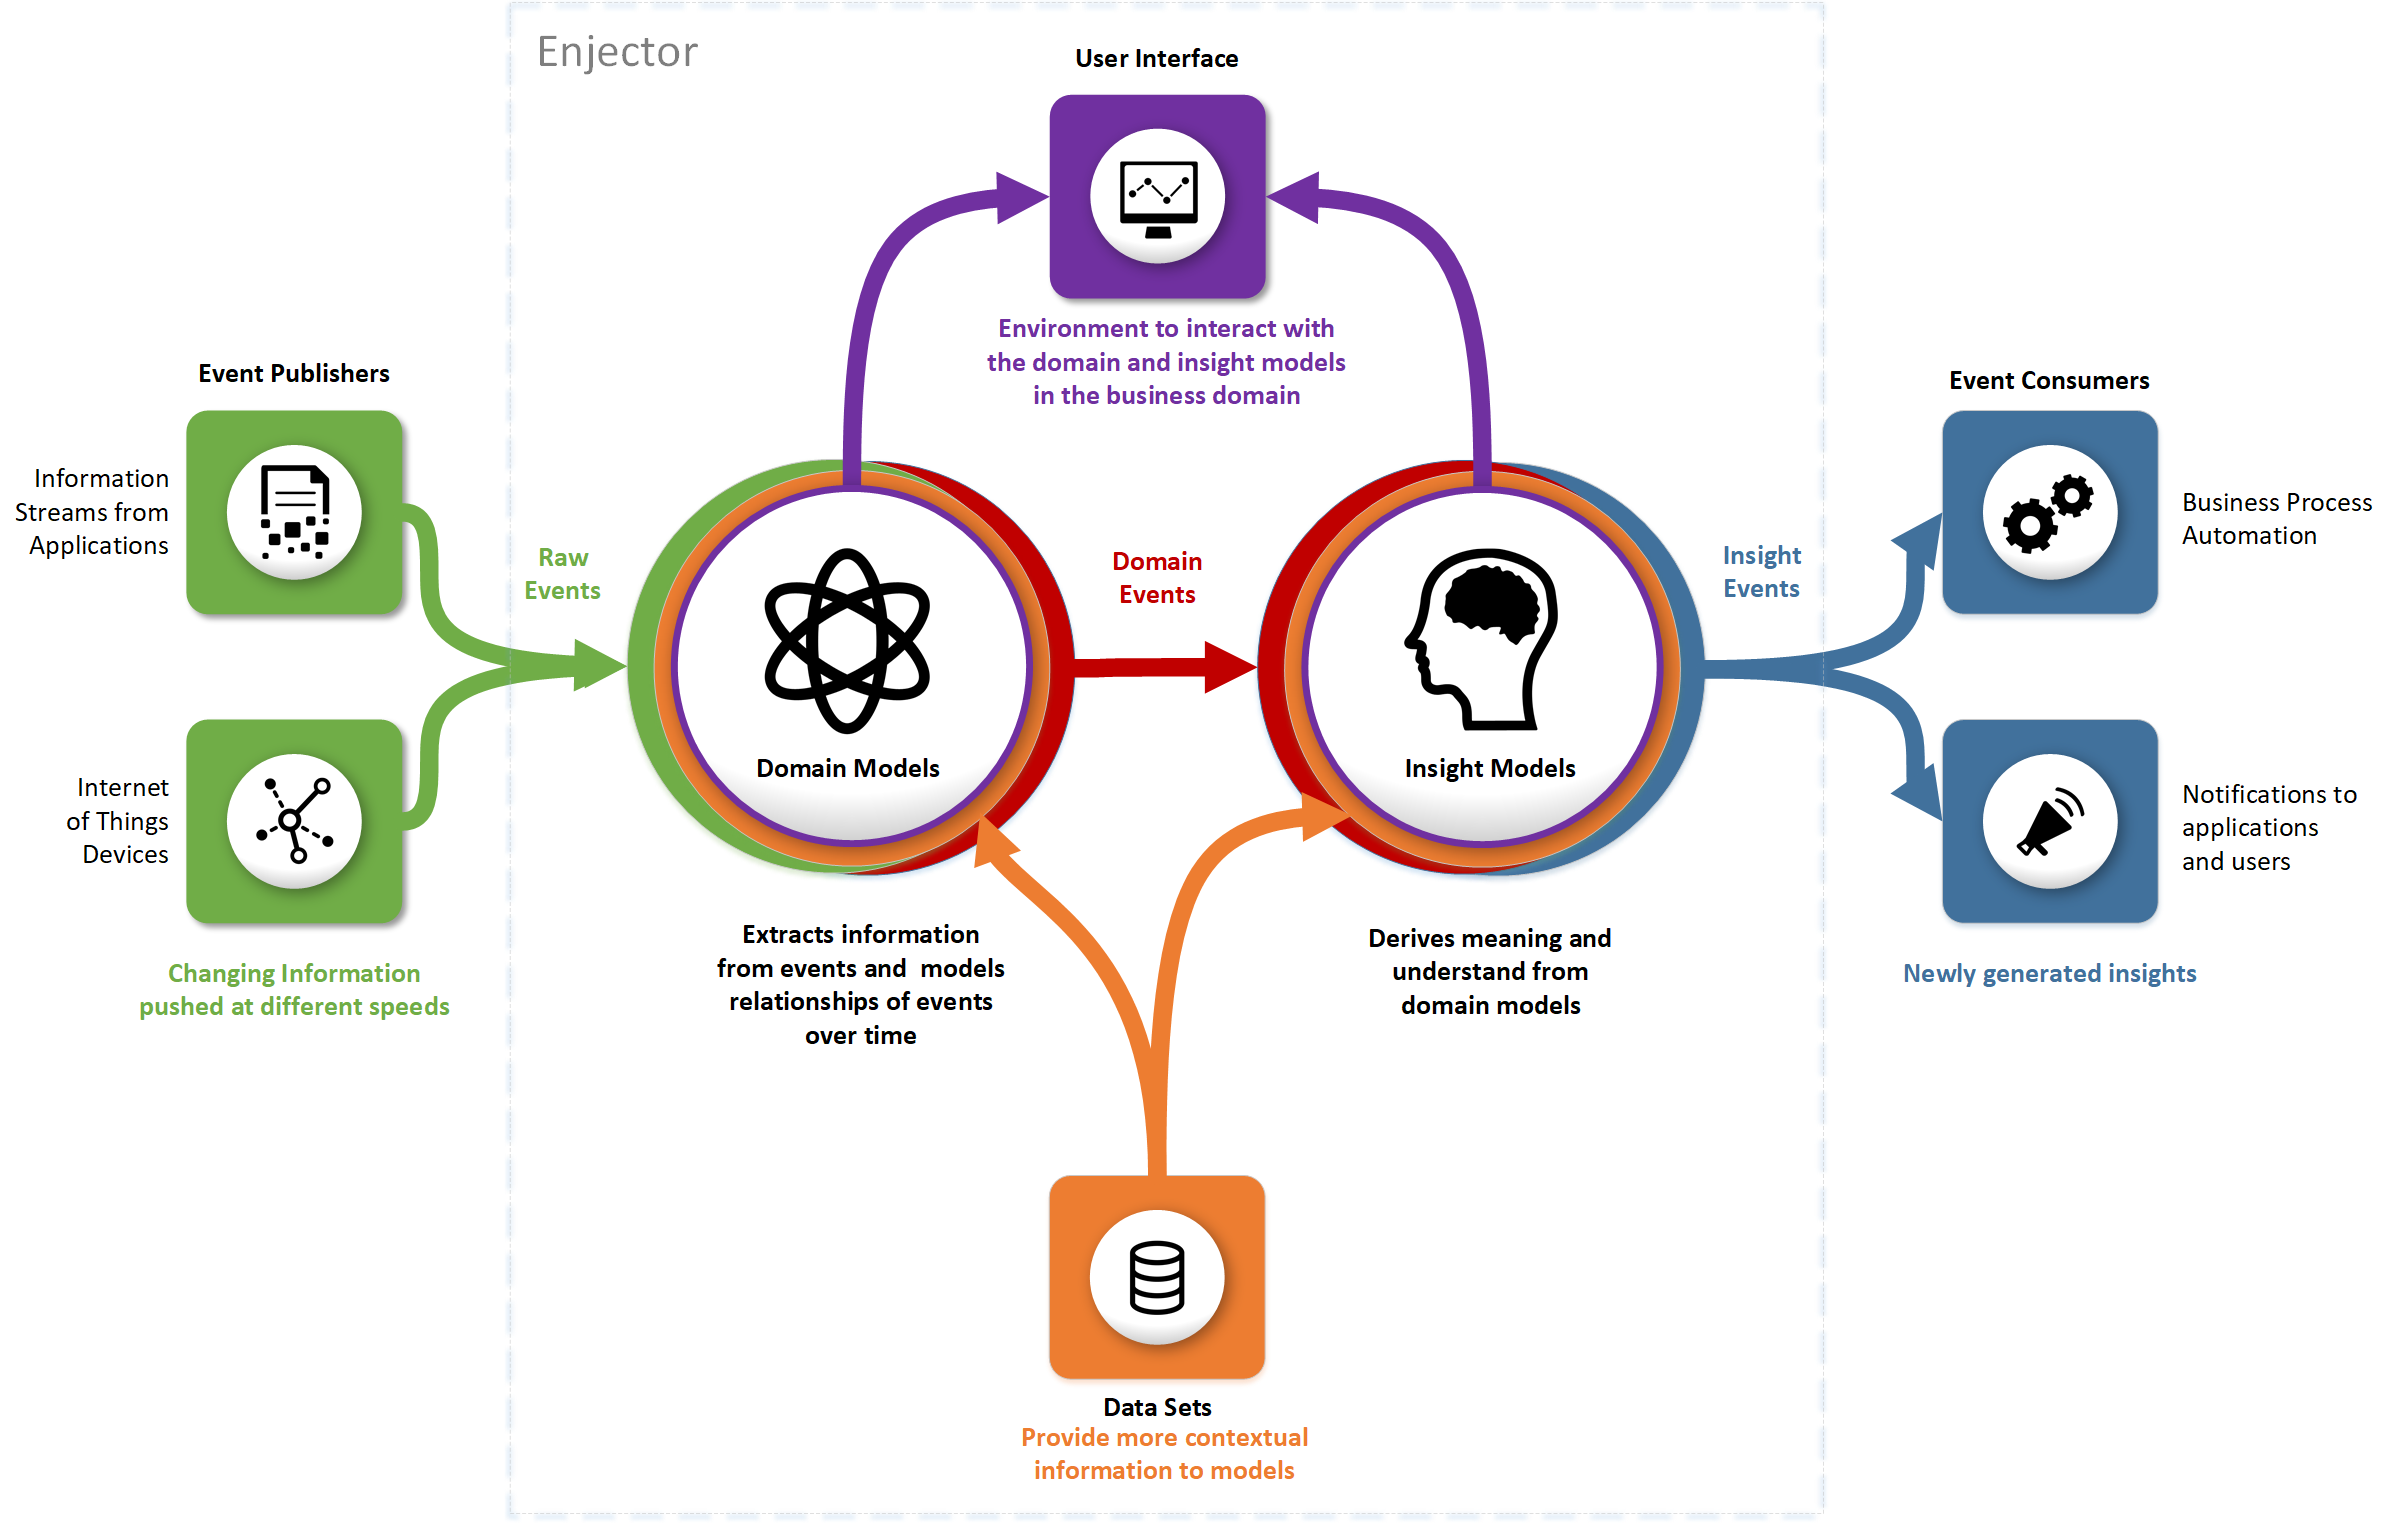 Enjector
User Interface
Environment to interact with
the domain and insight models
in the business domain
Event Publishers
Information
Streams from
Applications
Internet
of Things
Devices
Changing Information
pushed at different speeds
Raw
Events
Domain Models
Extracts information
from events and models
relationships of events
over time
Domain
Events
Insight Models
Derives meaning and
understand from
domain models
Insight
Events
Event Consumers
Business Process
Automation
Notifications to
applications
and users
Newly generated insights
Data Sets
Provide more contextual
information to models